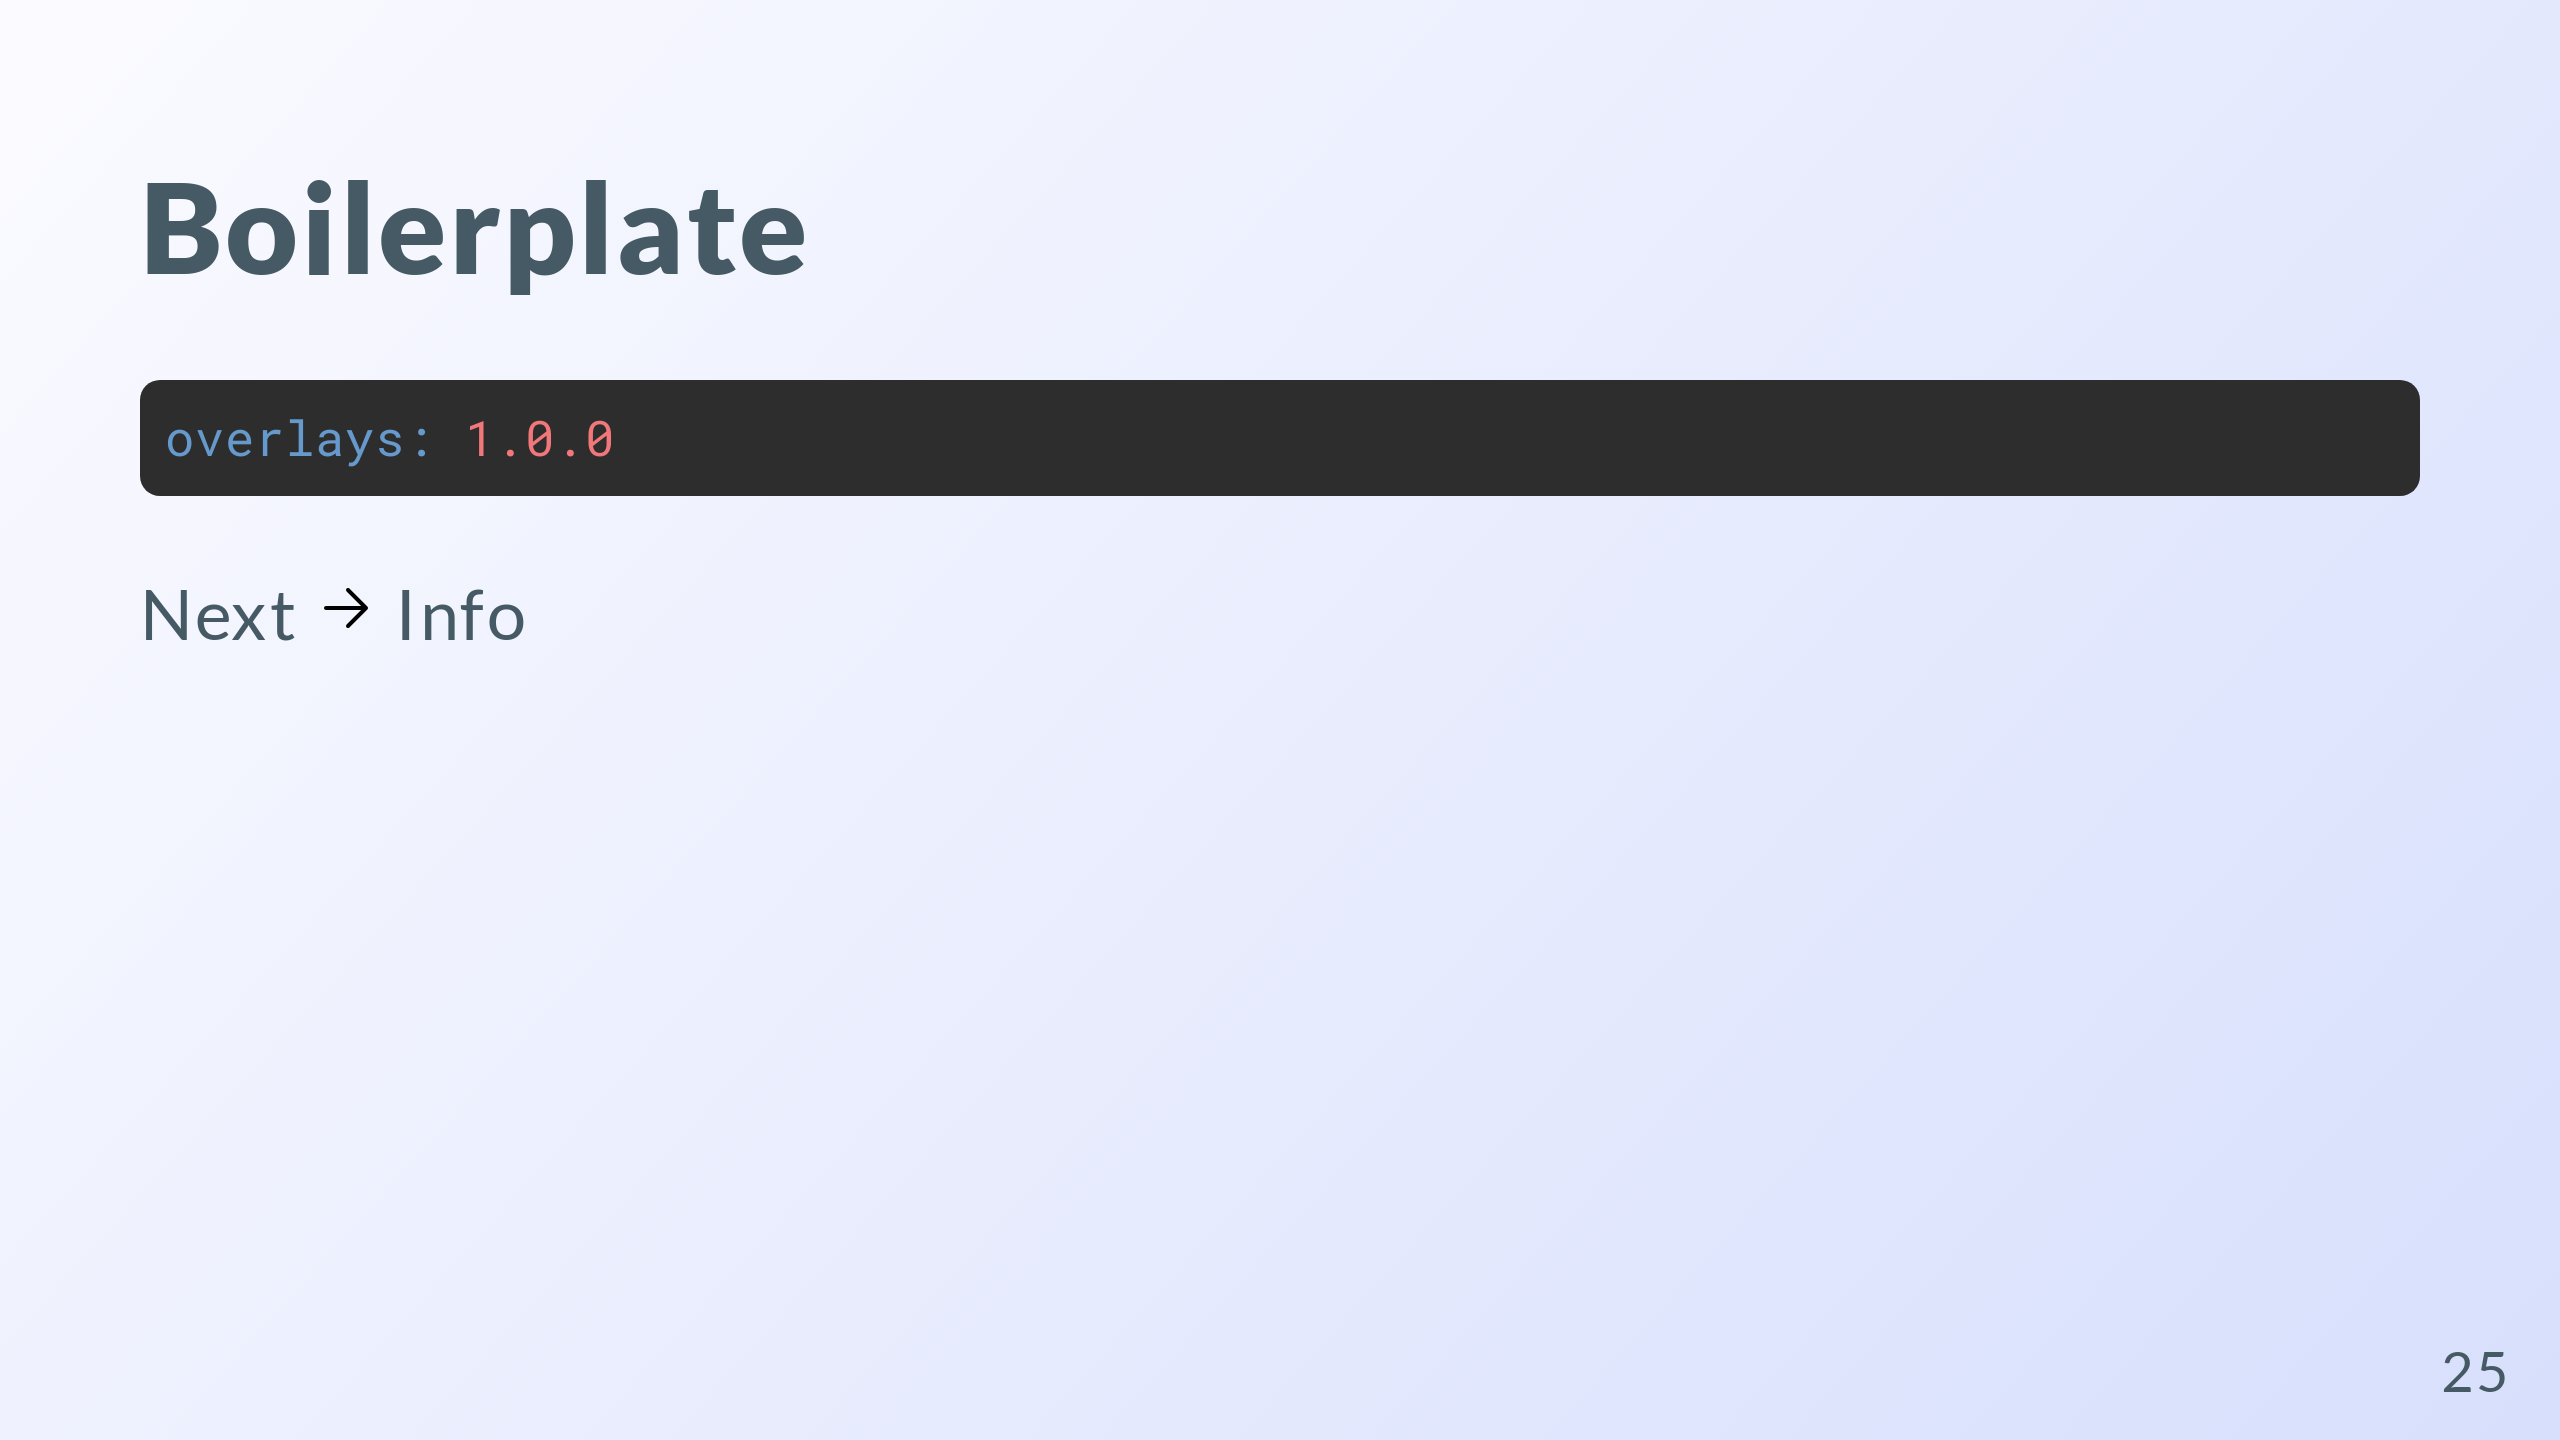 Boilerplate
overlays: 1.0.0
Next → Info
25